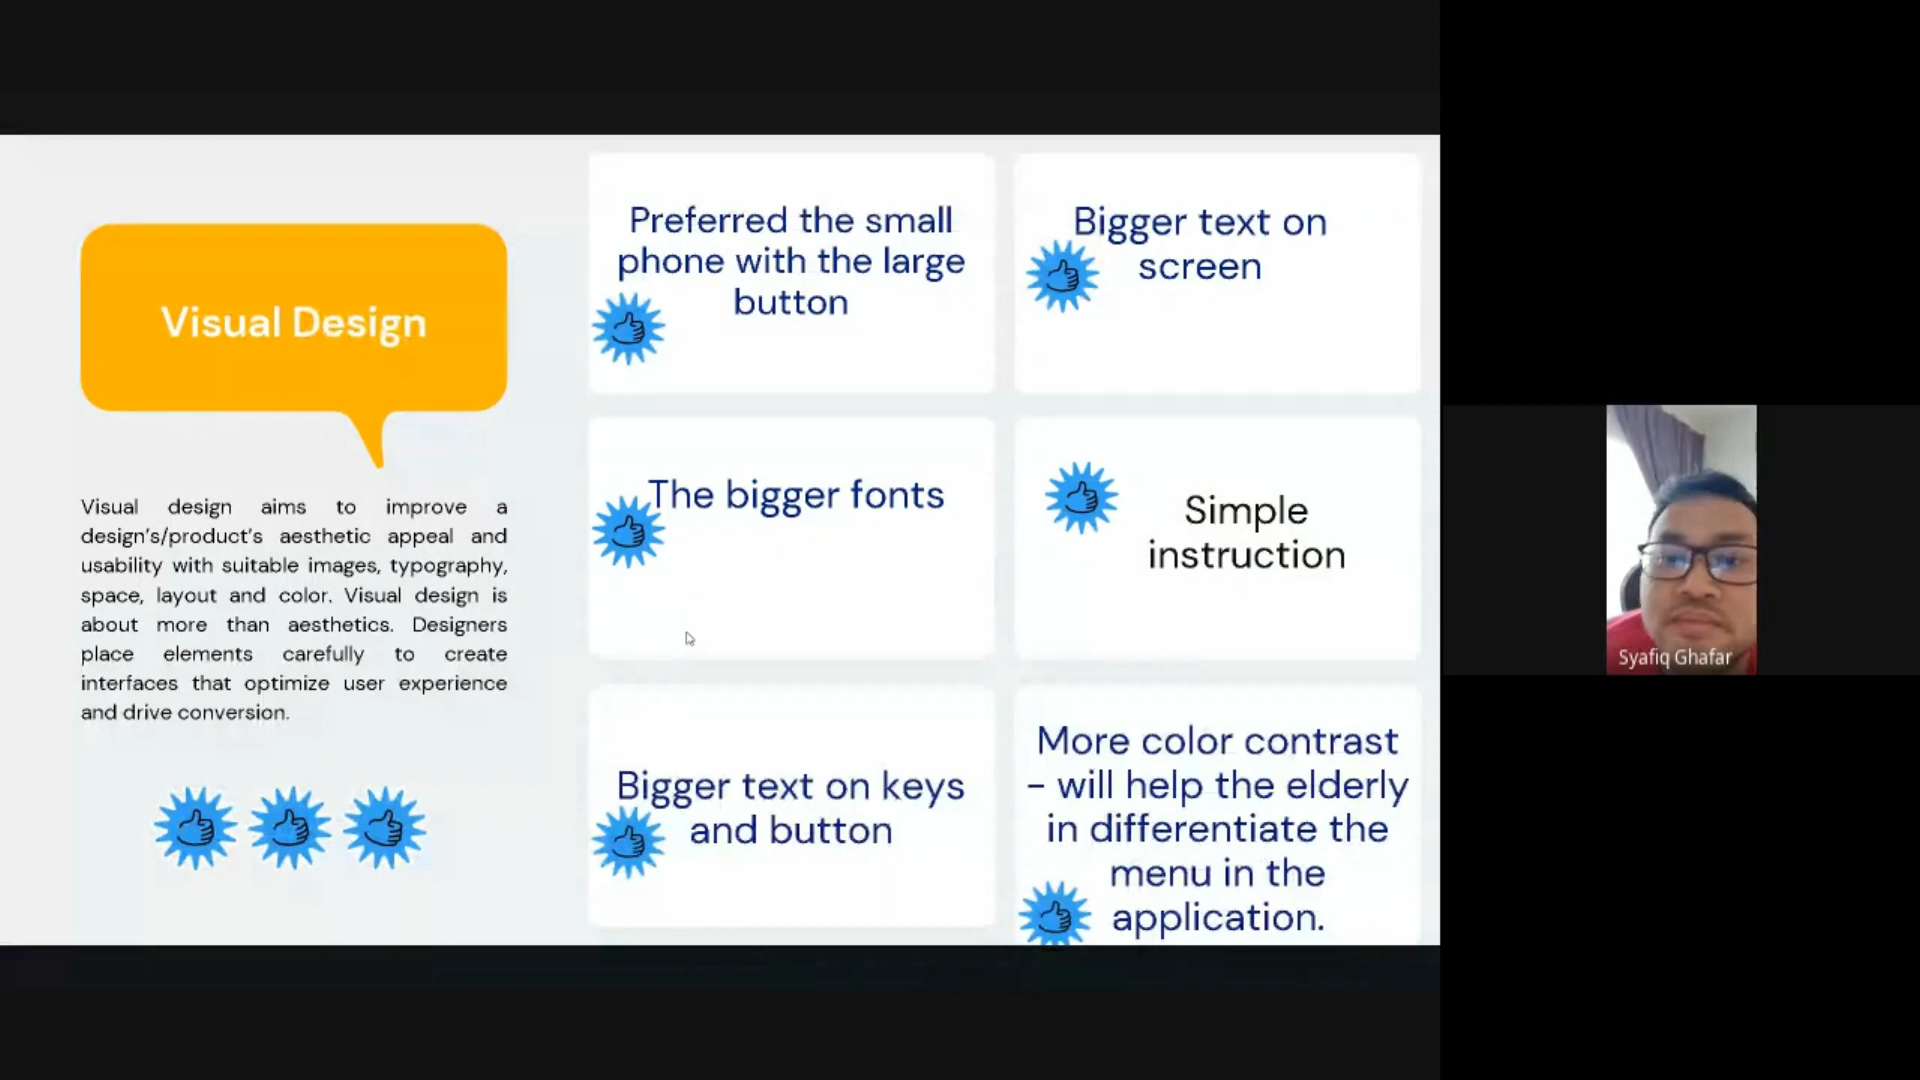 Visual Design
Visual design aims to improve a
design's/product's aesthetic appeal and
usability with suitable images, typography,
space, layout and color. Visual design is
about more than aesthetics. Designers
place elements carefully to create
interfaces that optimize user experience
and drive conversion.
Preferred the small
phone with the large
button
Bigger text on
screen
The bigger fonts
Simple
instruction
Bigger text on keys
and button
More color contrast
- will help the elderly
in differentiate the
menu in the
application.
Syafiq Ghafar